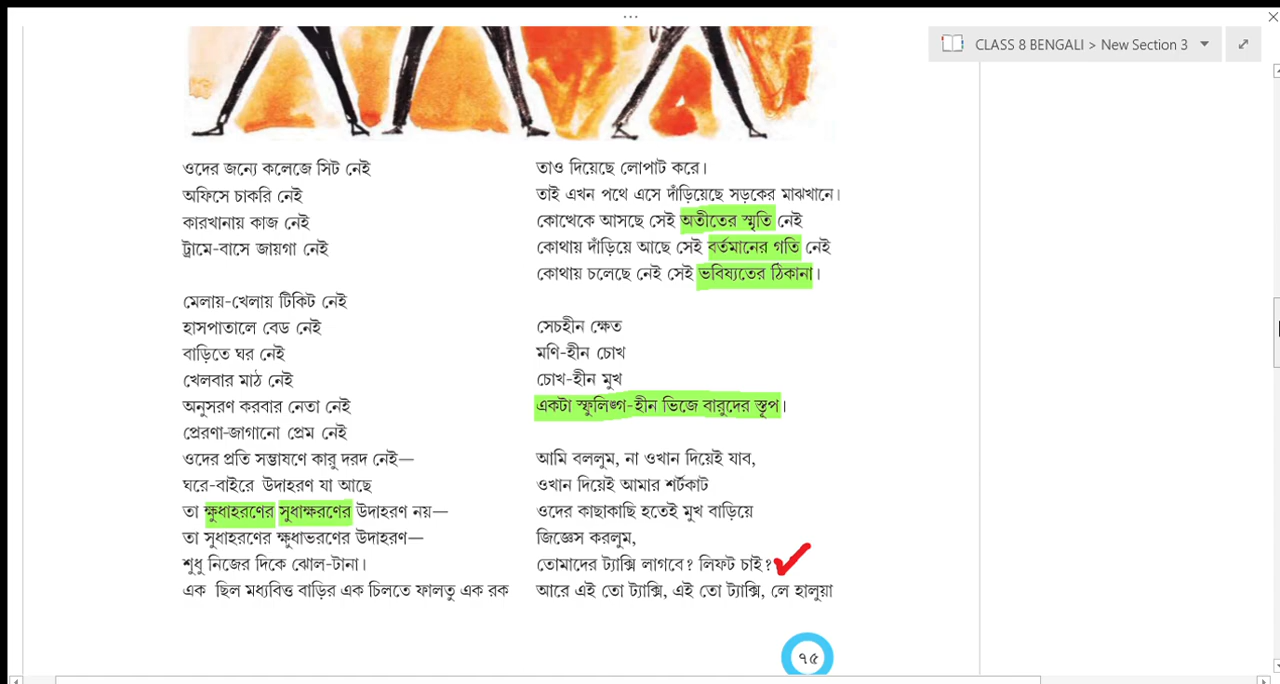 CLASS 8 BENGALI > New Section 3
ওদের জন্যে কলেজে সিট নেই
অফিসে চাকরি নেই
কারখানায় কাজ নেই
ট্রামে-বাসে জায়গা নেই
মেলায়-খেলায় টিকিট নেই
হাসপাতালে বেড নেই
বাড়িতে ঘর নেই
খেলবার মাঠ নেই
অনুসরণ করবার নেতা নেই
প্রেরণা-জাগানো প্রেম নেই
ওদের প্রতি সম্ভাষণে কারু দরদ নেই—
ঘরে-বাইরে উদাহরণ যা আছে
তা ক্ষুধাহরণের সুধাক্ষরণের উদাহরণ নয়—
তা সুধাহরণের ক্ষুধাভরণের উদাহরণ—
শুধু নিজের দিকে ঝোল-টানা।
এক ছিল মধ্যবিত্ত বাড়ির এক চিলতে ফালতু এক রক
তাও দিয়েছে লোপাট করে।
তাই এখন পথে এসে দাঁড়িয়েছে সড়কের মাঝখানে।
কোত্থেকে আসছে সেই অতীতের স্মৃতি নেই
কোথায় দাঁড়িয়ে আছে সেই বর্তমানের গতি নেই
কোথায় চলেছে নেই সেই ভবিষ্যতের ঠিকানা।
সেচহীন ক্ষেত
মণি-হীন চোখ
চোখ-হীন মুখ
একটা স্ফুলিঙ্গ-হীন ভিজে বারুদের স্তূপ।
আমি বললুম, না ওখান দিয়েই যাব,
ওখান দিয়েই আমার শর্টকাট
ওদের কাছাকাছি হতেই মুখ বাড়িয়ে
জিজ্ঞেস করলুম,
তোমাদের ট্যাক্সি লাগবে? লিফট চাই?
আরে এই তো ট্যাক্সি, এই তো ট্যাক্সি, লে হালুয়া
৭৫